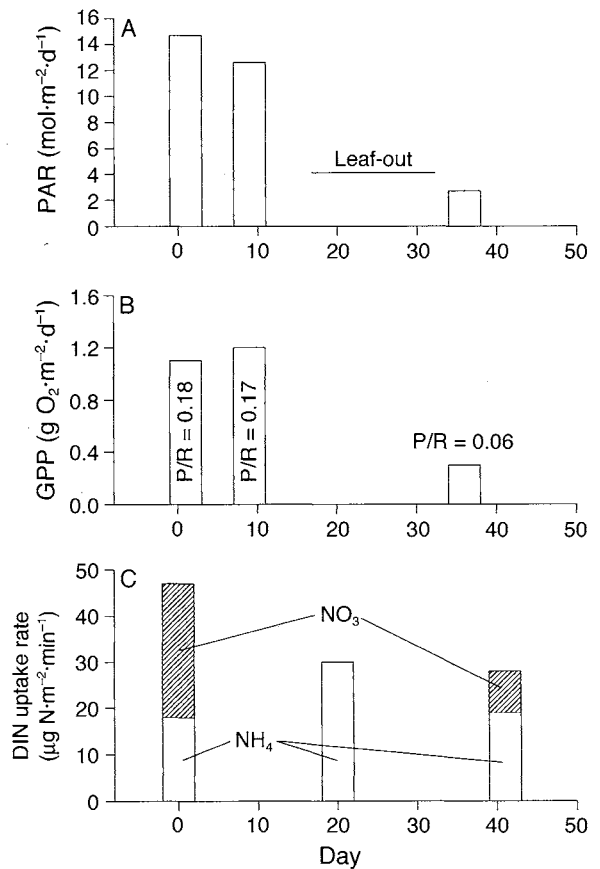 A
PAR (mol·m⁻²·d⁻¹)
16
14
12
10
8
6
4
2
0
Leaf-out
0 10 20 30 40 50
B
GPP (g O₂·m⁻²·d⁻¹)
1.6
1.2
0.8
0.4
0.0
P/R = 0.18
P/R = 0.17
P/R = 0.06
0 10 20 30 40 50
C
DIN uptake rate
(µg N·m⁻²·min⁻¹)
50
40
30
20
10
0
NO₃
NH₄
0 10 20 30 40 50
Day